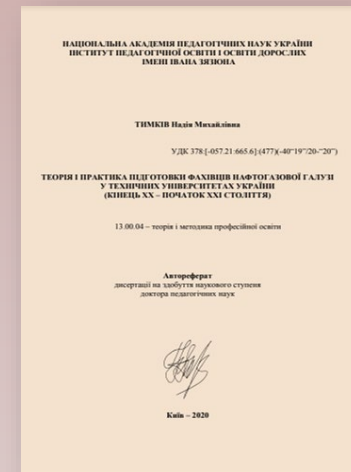 НАЦІОНАЛЬНА АКАДЕМІЯ ПЕДАГОГІЧНИХ НАУК УКРАЇНИ
ІНСТИТУТ ПЕДАГОГІЧНОЇ ОСВІТИ І ОСВІТИ ДОРОСЛИХ
ІМЕНІ ІВАНА ЗЯЗЮНА
ТИМКІВ Надія Михайлівна
УДК 378:[-057.21:665.6]:(477)(-40“19”/20-“20”)
ТЕОРІЯ І ПРАКТИКА ПІДГОТОВКИ ФАХІВЦІВ НАФТОГАЗОВОЇ ГАЛУЗІ
У ТЕХНІЧНИХ УНІВЕРСИТЕТАХ УКРАЇНИ
(КІНЕЦЬ ХХ – ПОЧАТОК ХХІ СТОЛІТТЯ)
13.00.04 – теорія і методика професійної освіти
Автореферат
дисертації на здобуття наукового ступеня
доктора педагогічних наук
Київ – 2020